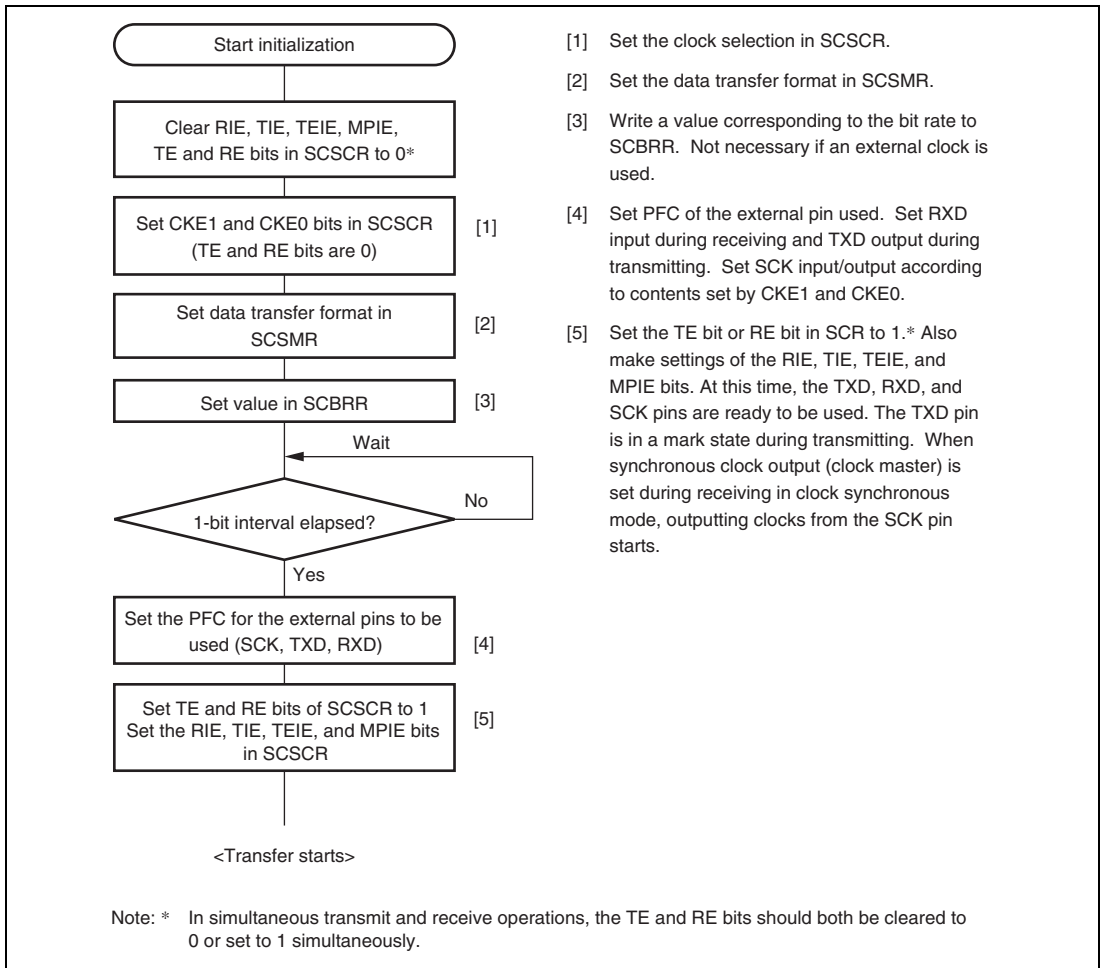 Start initialization
Clear RIE, TIE, TEIE, MPIE,
TE and RE bits in SCSCR to 0*
Set CKE1 and CKE0 bits in SCSCR
(TE and RE bits are 0)
[1]
Set data transfer format in
SCSMR
[2]
Set value in SCBRR
[3]
Wait
1-bit interval elapsed?
No
Yes
Set the PFC for the external pins to be
used (SCK, TXD, RXD)
[4]
Set TE and RE bits of SCSCR to 1
Set the RIE, TIE, TEIE, and MPIE bits
in SCSCR
[5]
<Transfer starts>
[1] Set the clock selection in SCSCR.
[2] Set the data transfer format in SCSMR.
[3] Write a value corresponding to the bit rate to
SCBRR. Not necessary if an external clock is
used.
[4] Set PFC of the external pin used. Set RXD
input during receiving and TXD output during
transmitting. Set SCK input/output according
to contents set by CKE1 and CKE0.
[5] Set the TE bit or RE bit in SCR to 1.* Also
make settings of the RIE, TIE, TEIE, and
MPIE bits. At this time, the TXD, RXD, and
SCK pins are ready to be used. The TXD pin
is in a mark state during transmitting. When
synchronous clock output (clock master) is
set during receiving in clock synchronous
mode, outputting clocks from the SCK pin
starts.
Note: * In simultaneous transmit and receive operations, the TE and RE bits should both be cleared to
0 or set to 1 simultaneously.